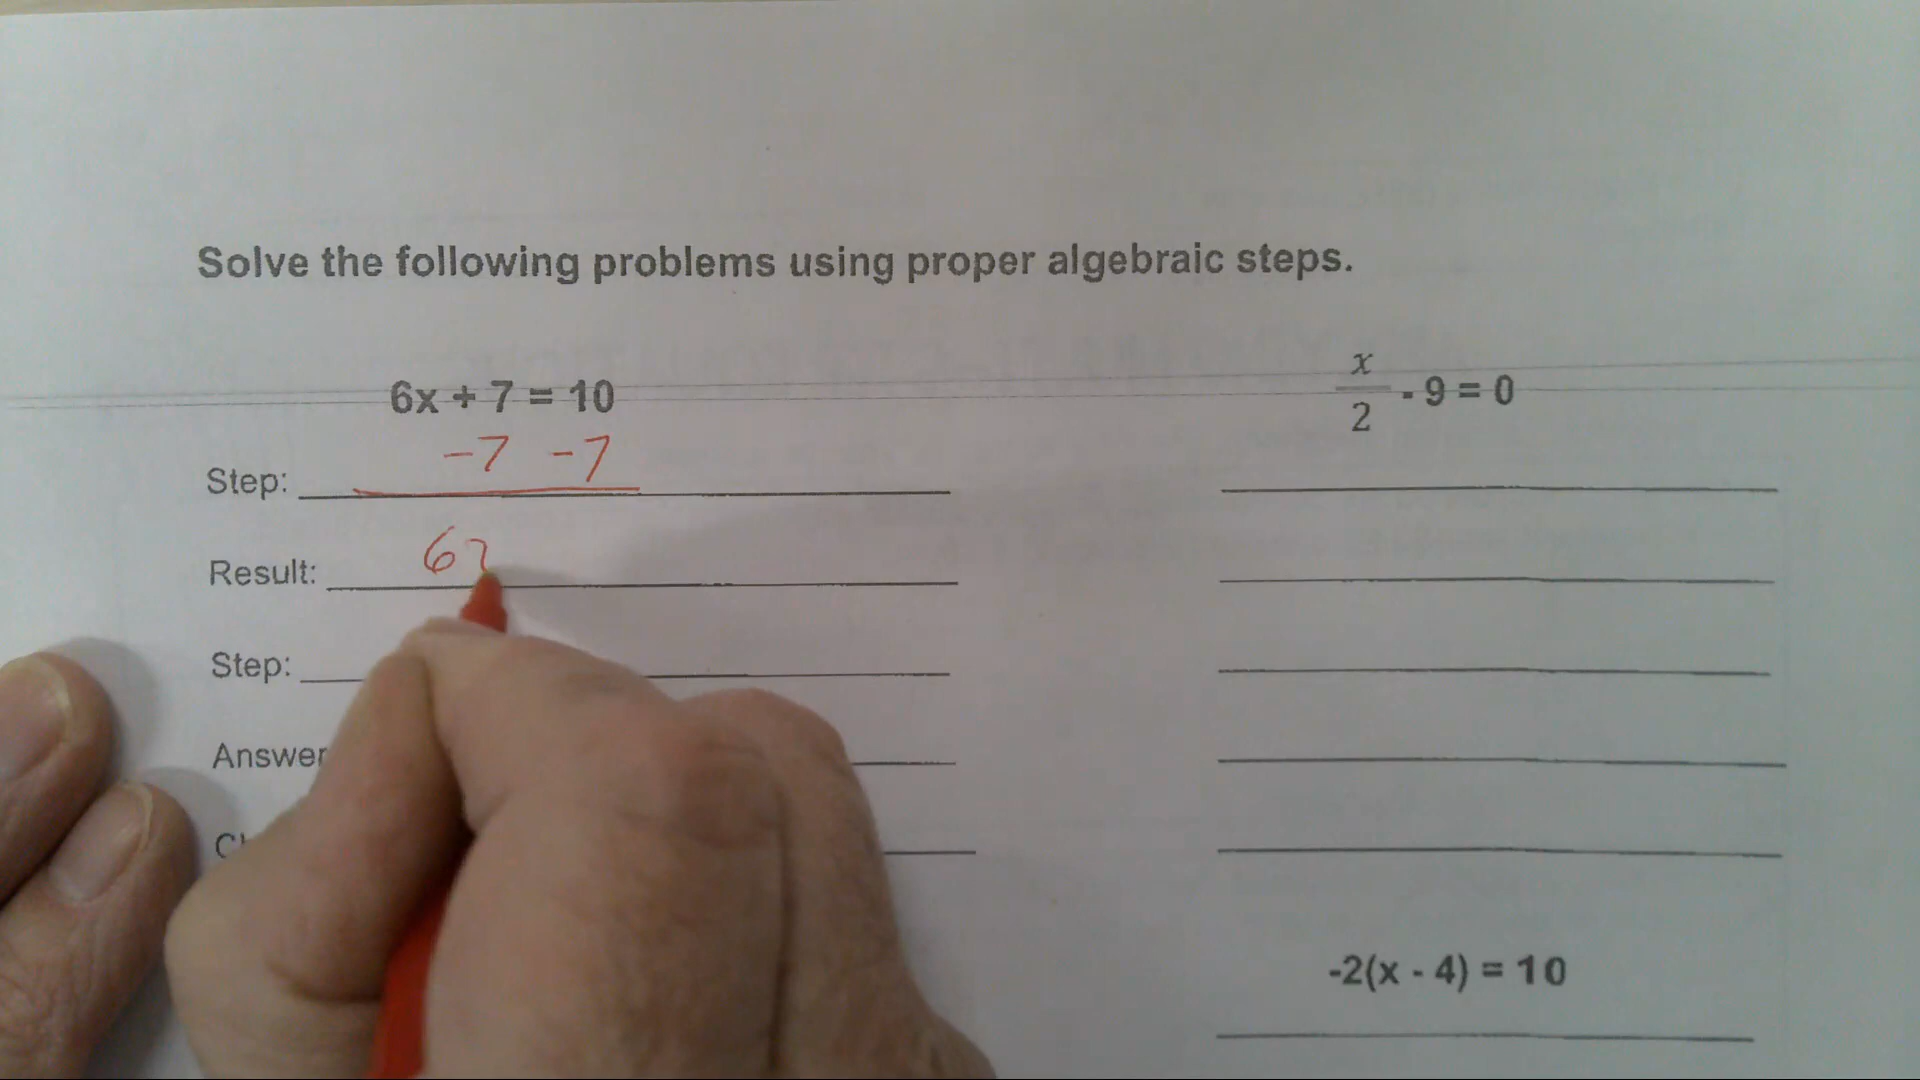 Solve the following problems using proper algebraic steps.
6x + 7 = 10
-7 -7
Step:
Result: 6
Step:
Answer
x
2
- 9 = 0
-2(x - 4) = 10